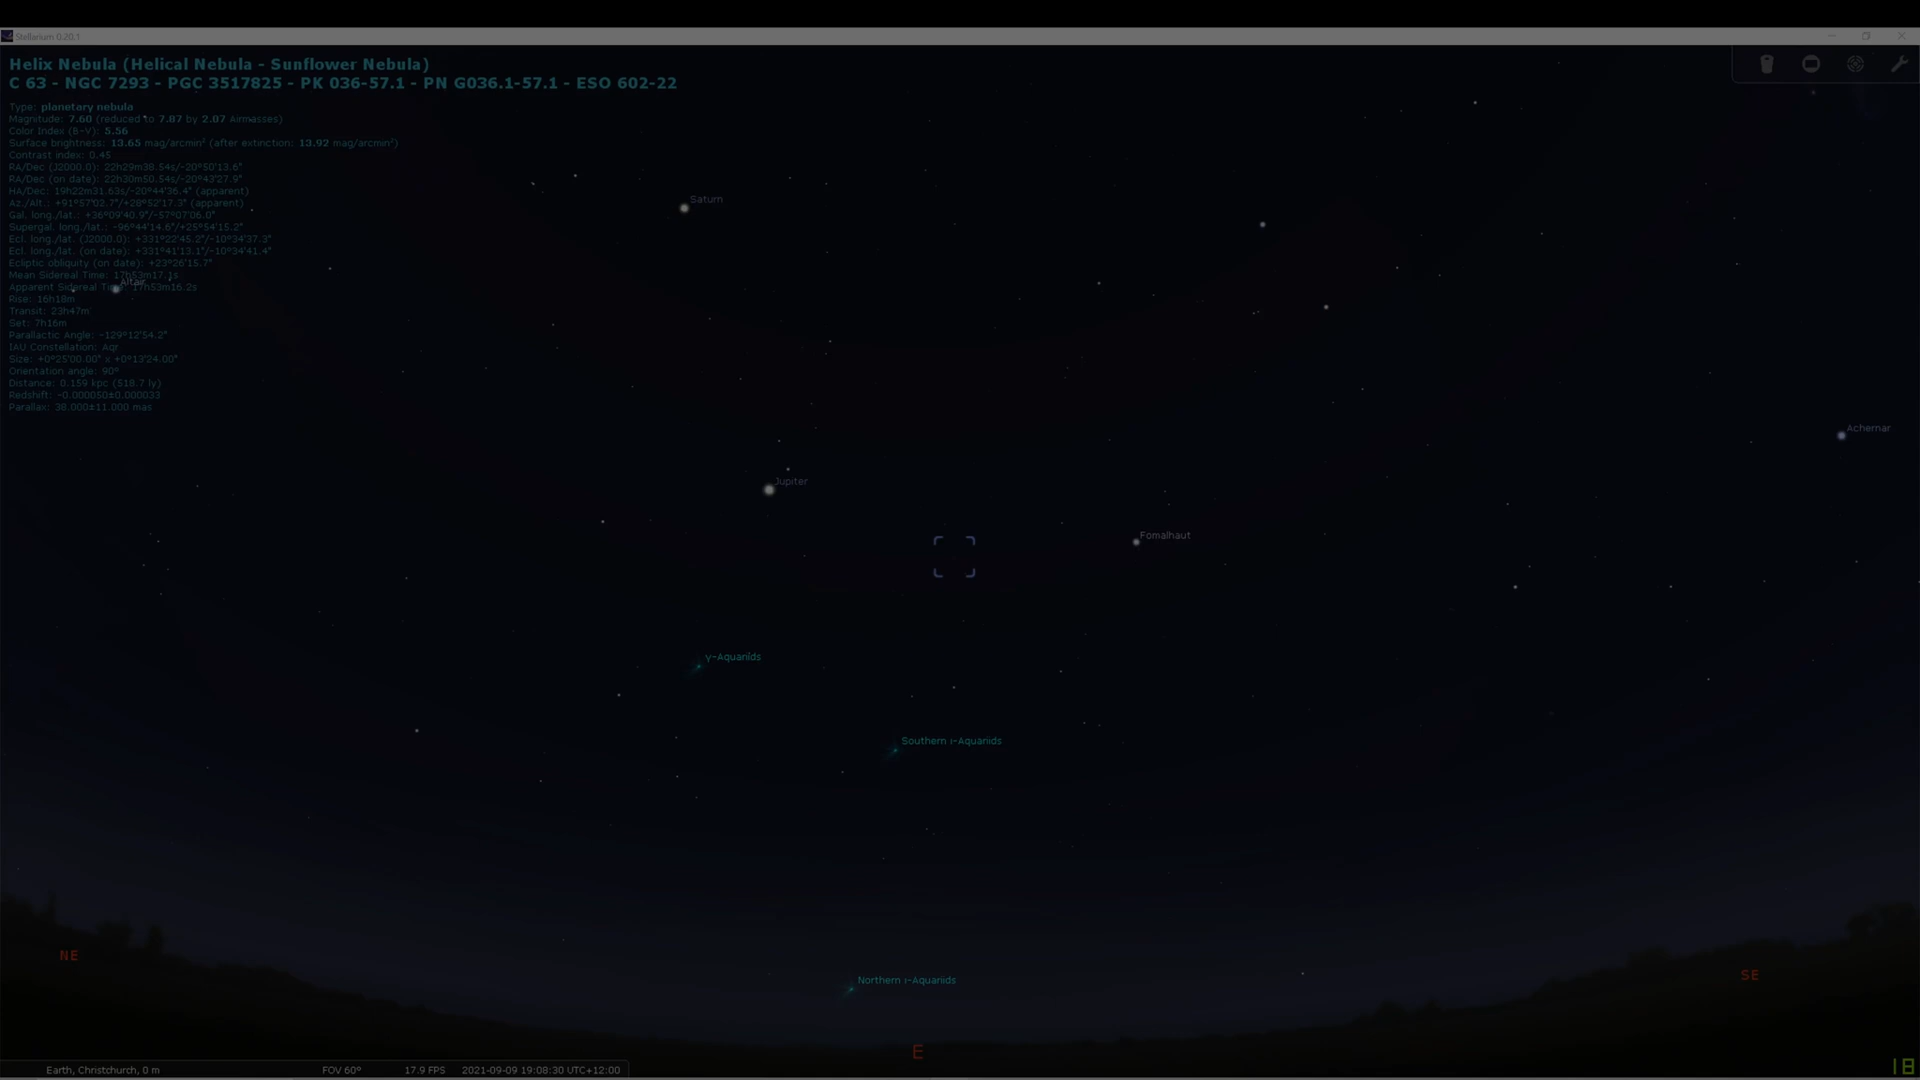 Stellarium 0.20.1
Helix Nebula (Helical Nebula - Sunflower Nebula)
C 63 - NGC 7293 - PGC 3517825 - PK 036-57.1 - PN G036.1-57.1 - ESO 602-22
Type: planetary nebula
Magnitude: 7.60 (reduced to 7.87 by 2.07 Airmasses)
Color Index (B-V): 5.56
Surface brightness: 13.65 mag/arcmin² (after extinction: 13.92 mag/arcmin²)
Contrast index: 0.45
RA/Dec (J2000.0): 22h29m38.54s/-20°50'13.6"
RA/Dec (on date): 22h30m50.54s/-20°43'27.9"
HA/Dec: 19h22m31.63s/-20°44'36.4" (apparent)
Az./Alt.: +91°57'02.7"/+28°52'17.3" (apparent)
Gal. long./lat.: +36°09'40.9"/-57°07'06.0"
Supergal. long./lat.: -96°44'14.6"/+25°54'15.2"
Ecl. long./lat. (J2000.0): +331°22'45.2"/-10°34'37.3"
Ecl. long./lat. (on date): +331°41'13.1"/-10°34'41.4"
Ecliptic obliquity (on date): +23°26'15.7"
Mean Sidereal Time: 17h53m17.1s
Apparent Sidereal Time: 17h53m16.2s
Rise: 16h18m
Transit: 23h47m
Set: 7h16m
Parallactic Angle: -129°12'54.2"
IAU Constellation: Aqr
Size: +0°25'00.00" x +0°13'24.00"
Orientation angle: 90°
Distance: 0.159 kpc (518.7 ly)
Redshift: -0.000050±0.000033
Parallax: 38.000±11.000 mas
Saturn
Altair
Achernar
Jupiter
Fomalhaut
γ-Aquariids
Southern ι-Aquariids
NE
SE
Northern ι-Aquariids
E
Earth, Christchurch, 0 m
FOV 60°
17.9 FPS
2021-09-09 19:08:30 UTC+12:00
18